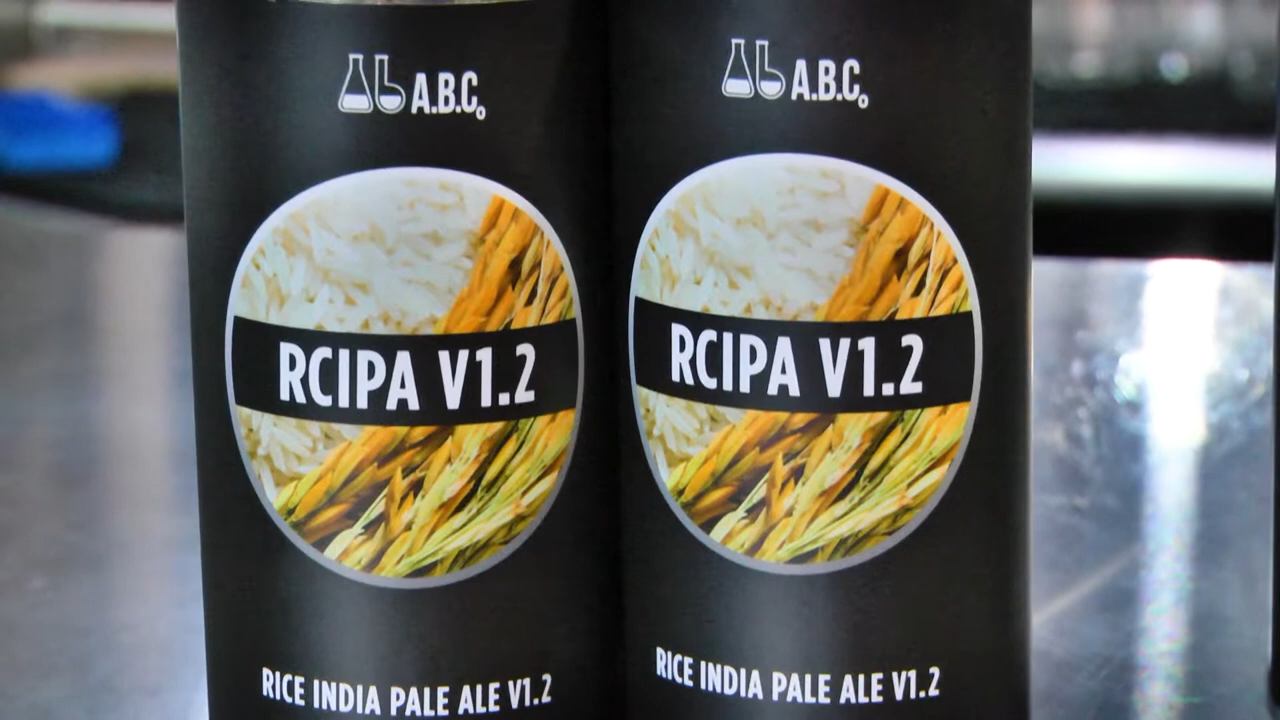 A.B.C.
RCIPA V1.2
RICE INDIA PALE ALE V1.2
A.B.C.
RCIPA V1.2
RICE INDIA PALE ALE V1.2